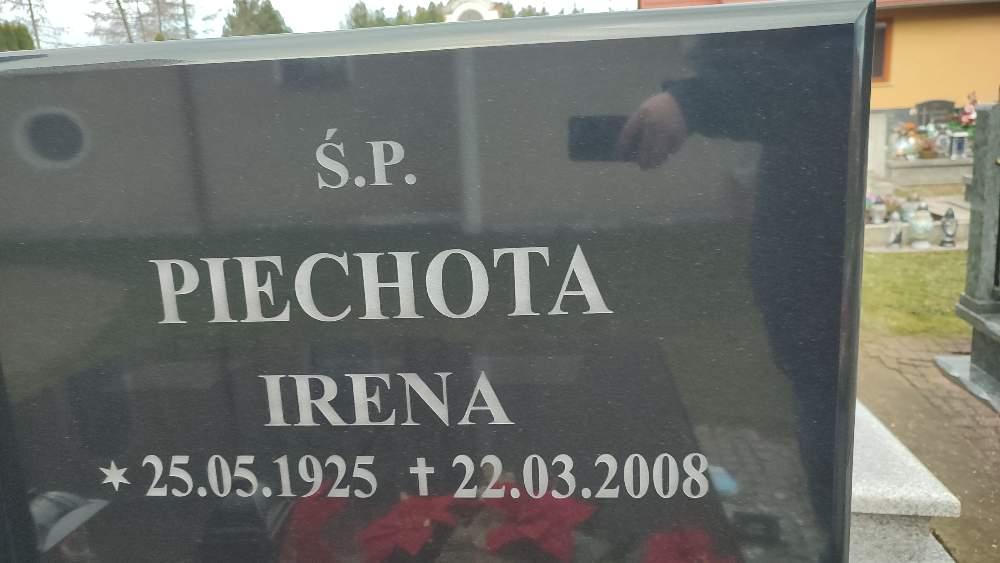 Ś.P.
PIECHOTA
IRENA
* 25.05.1925 † 22.03.2008